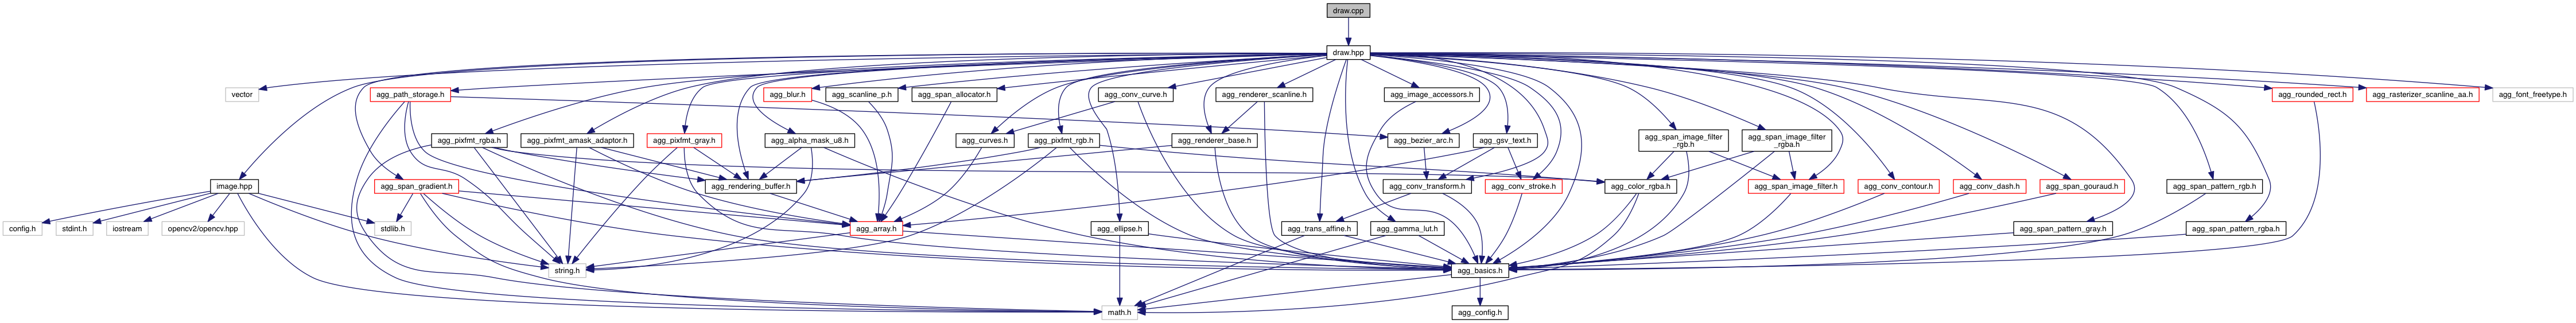 draw.cpp
draw.hpp
vector
agg_path_storage.h
agg_blur.h
agg_scanline_p.h
agg_span_allocator.h
agg_conv_curve.h
agg_renderer_scanline.h
agg_image_accessors.h
agg_rounded_rect.h
agg_rasterizer_scanline_aa.h
agg_font_freetype.h
agg_pixfmt_rgba.h
agg_pixfmt_amask_adaptor.h
agg_pixfmt_gray.h
agg_alpha_mask_u8.h
agg_curves.h
agg_pixfmt_rgb.h
agg_renderer_base.h
agg_bezier_arc.h
agg_gsv_text.h
agg_span_image_filter
_rgb.h
agg_span_image_filter
_rgba.h
image.hpp
agg_span_gradient.h
agg_rendering_buffer.h
agg_conv_transform.h
agg_conv_stroke.h
agg_color_rgba.h
agg_span_image_filter.h
agg_conv_contour.h
agg_conv_dash.h
agg_span_gouraud.h
agg_span_pattern_rgb.h
config.h
stdint.h
iostream
opencv2/opencv.hpp
stdlib.h
agg_array.h
agg_ellipse.h
agg_trans_affine.h
agg_gamma_lut.h
agg_span_pattern_gray.h
agg_span_pattern_rgba.h
string.h
agg_basics.h
math.h
agg_config.h